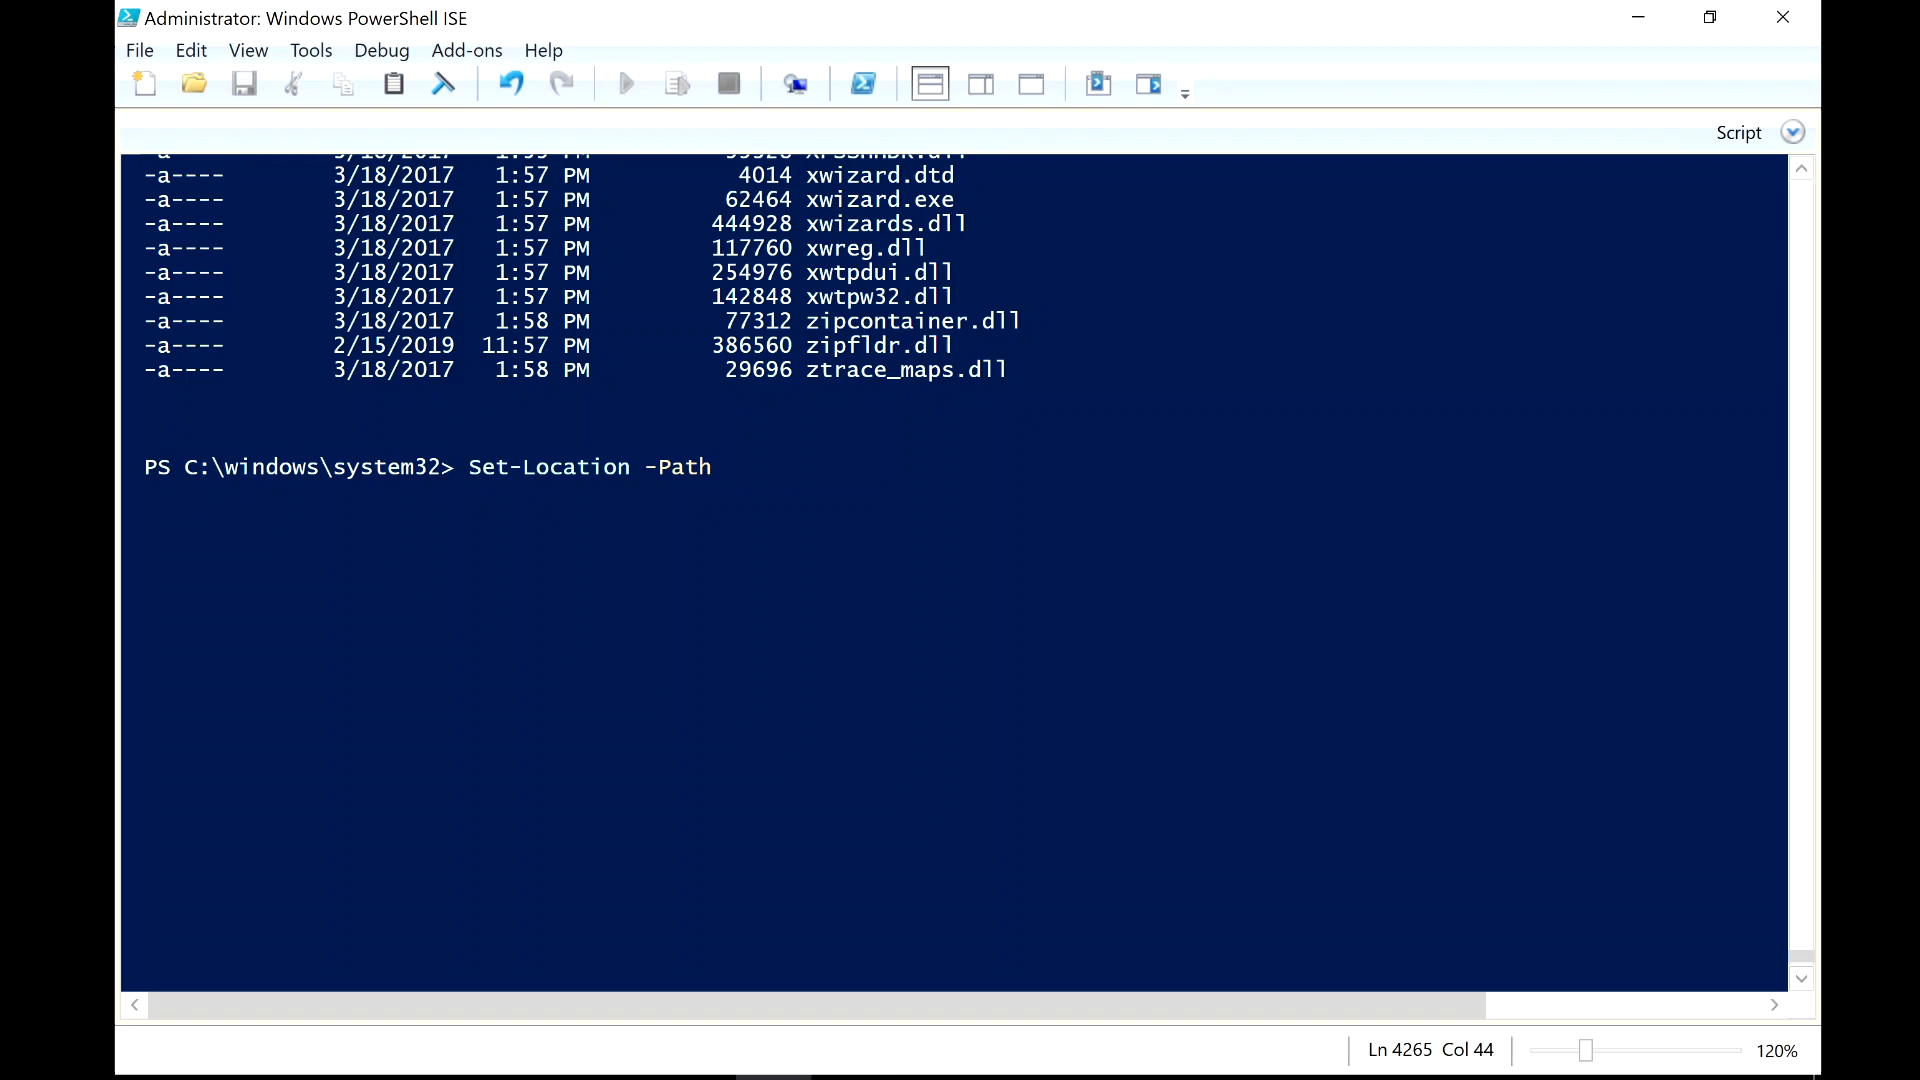 Administrator: Windows PowerShell ISE
File Edit View Tools Debug Add-ons Help
Script
-a---- 3/18/2017 1:57 PM 4014 xwizard.dtd
-a---- 3/18/2017 1:57 PM 62464 xwizard.exe
-a---- 3/18/2017 1:57 PM 444928 xwizards.dll
-a---- 3/18/2017 1:57 PM 117760 xwreg.dll
-a---- 3/18/2017 1:57 PM 254976 xwtpdui.dll
-a---- 3/18/2017 1:57 PM 142848 xwtpw32.dll
-a---- 3/18/2017 1:58 PM 77312 zipcontainer.dll
-a---- 2/15/2019 11:57 PM 386560 zipfldr.dll
-a---- 3/18/2017 1:58 PM 29696 ztrace_maps.dll
PS C:\windows\system32> Set-Location -Path
Ln 4265 Col 44 120%